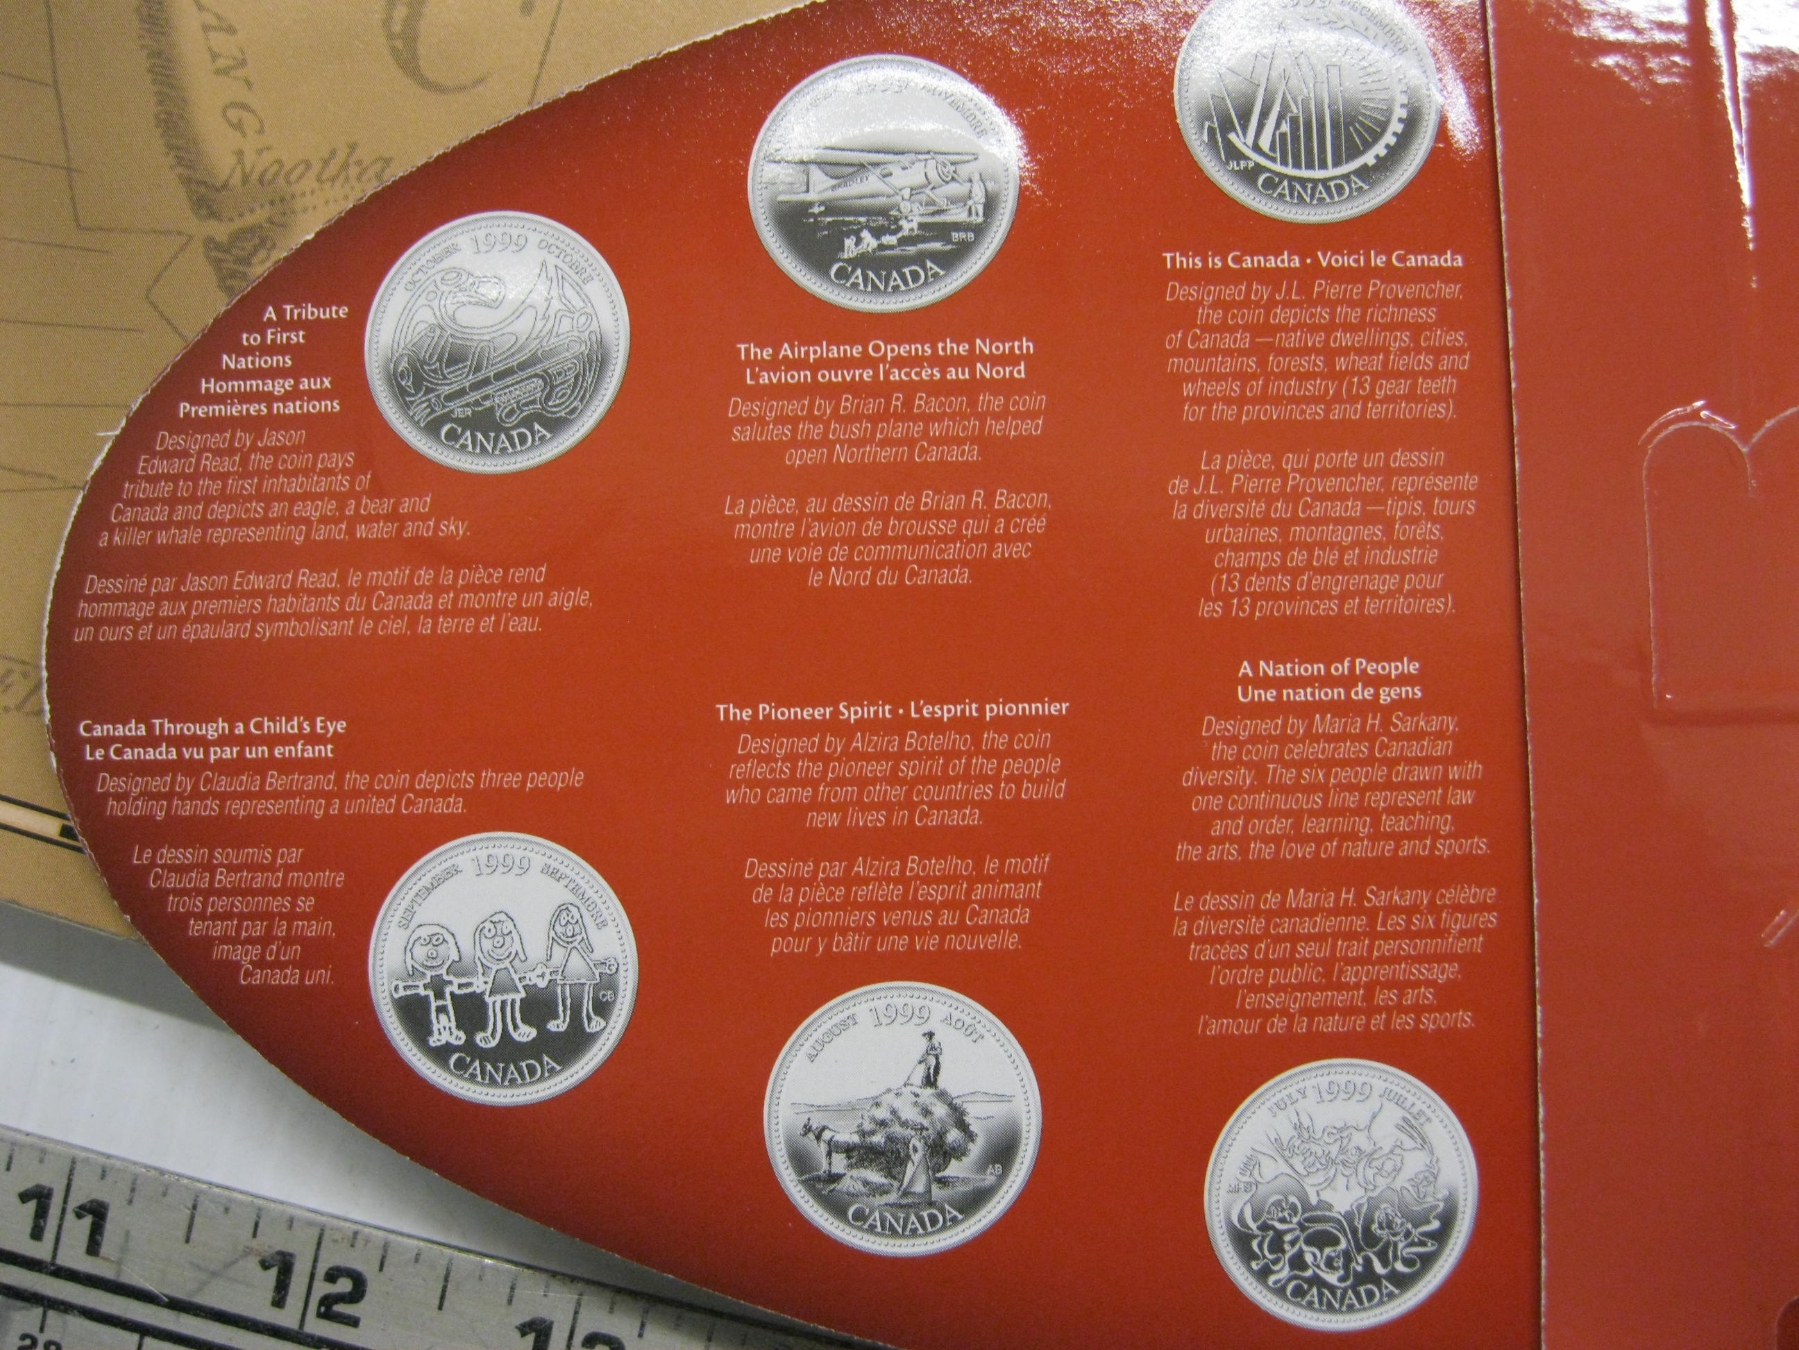 ANG
Nootka
C
OCTOBER 1999 OCTOBRE
JER
CANADA
A Tribute
to First
Nations
Hommage aux
Premières nations
Designed by Jason
Edward Read, the coin pays
tribute to the first inhabitants of
Canada and depicts an eagle, a bear and
a killer whale representing land, water and sky.
Dessiné par Jason Edward Read, le motif de la pièce rend
hommage aux premiers habitants du Canada et montre un aigle,
un ours et un épaulard symbolisant le ciel, la terre et l'eau.
Canada Through a Child's Eye
Le Canada vu par un enfant
Designed by Claudia Bertrand, the coin depicts three people
holding hands representing a united Canada.
Le dessin soumis par
Claudia Bertrand montre
trois personnes se
tenant par la main,
image d'un
Canada uni.
SEPTEMBER 1999 SEPTEMBRE
CB
CANADA
1999 NOVEMBRE
BRADLEY
BRB
CANADA
The Airplane Opens the North
L'avion ouvre l'accès au Nord
Designed by Brian R. Bacon, the coin
salutes the bush plane which helped
open Northern Canada.
La pièce, au dessin de Brian R. Bacon,
montre l'avion de brousse qui a créé
une voie de communication avec
le Nord du Canada.
The Pioneer Spirit • L'esprit pionnier
Designed by Alzira Botelho, the coin
reflects the pioneer spirit of the people
who came from other countries to build
new lives in Canada.
Dessiné par Alzira Botelho, le motif
de la pièce reflète l'esprit animant
les pionniers venus au Canada
pour y bâtir une vie nouvelle.
AUGUST 1999 AOÛT
AB
CANADA
1999 DÉCEMBRE
JLPP
CANADA
This is Canada • Voici le Canada
Designed by J.L. Pierre Provencher,
the coin depicts the richness
of Canada —native dwellings, cities,
mountains, forests, wheat fields and
wheels of industry (13 gear teeth
for the provinces and territories).
La pièce, qui porte un dessin
de J.L. Pierre Provencher, représente
la diversité du Canada —tipis, tours
urbaines, montagnes, forêts,
champs de blé et industrie
(13 dents d'engrenage pour
les 13 provinces et territoires).
A Nation of People
Une nation de gens
Designed by Maria H. Sarkany,
the coin celebrates Canadian
diversity. The six people drawn with
one continuous line represent law
and order, learning, teaching,
the arts, the love of nature and sports.
Le dessin de Maria H. Sarkany célèbre
la diversité canadienne. Les six figures
tracées d'un seul trait personnifient
l'ordre public, l'apprentissage,
l'enseignement, les arts,
l'amour de la nature et les sports.
JULY 1999 JUILLET
MHS
CANADA
11
12
28